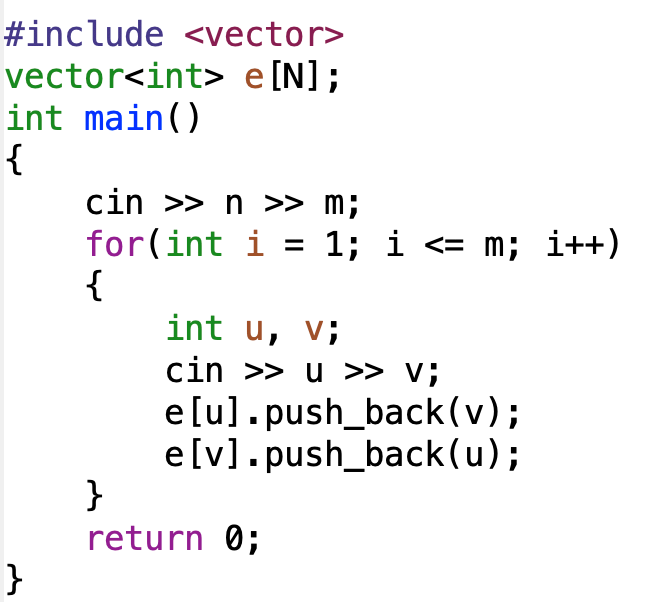 #include <vector>
vector<int> e[N];
int main()
{
    cin >> n >> m;
    for(int i = 1; i <= m; i++)
    {
        int u, v;
        cin >> u >> v;
        e[u].push_back(v);
        e[v].push_back(u);
    }
    return 0;
}